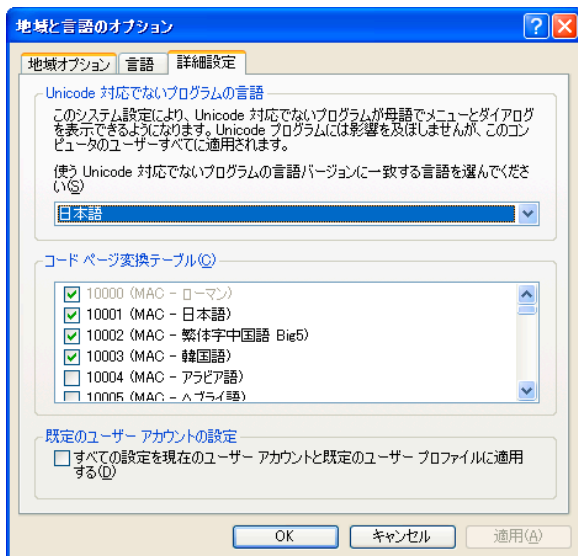 地域と言語のオプション
地域オプション 言語 詳細設定
Unicode 対応でないプログラムの言語
このシステム設定により、Unicode 対応でないプログラムが母語でメニューとダイアログ
を表示できるようになります。Unicode プログラムには影響を及ぼしませんが、このコン
ピュータのユーザーすべてに適用されます。
使う Unicode 対応でないプログラムの言語バージョンに一致する言語を選んでくださ
い(S)
日本語
コード ページ変換テーブル(C)
10000 (MAC - ローマン)
10001 (MAC - 日本語)
10002 (MAC - 繁体字中国語 Big5)
10003 (MAC - 韓国語)
10004 (MAC - アラビア語)
10005 (MAC - ヘブライ語)
既定のユーザー アカウントの設定
すべての設定を現在のユーザー アカウントと既定のユーザー プロファイルに適用
する(D)
OK キャンセル 適用(A)